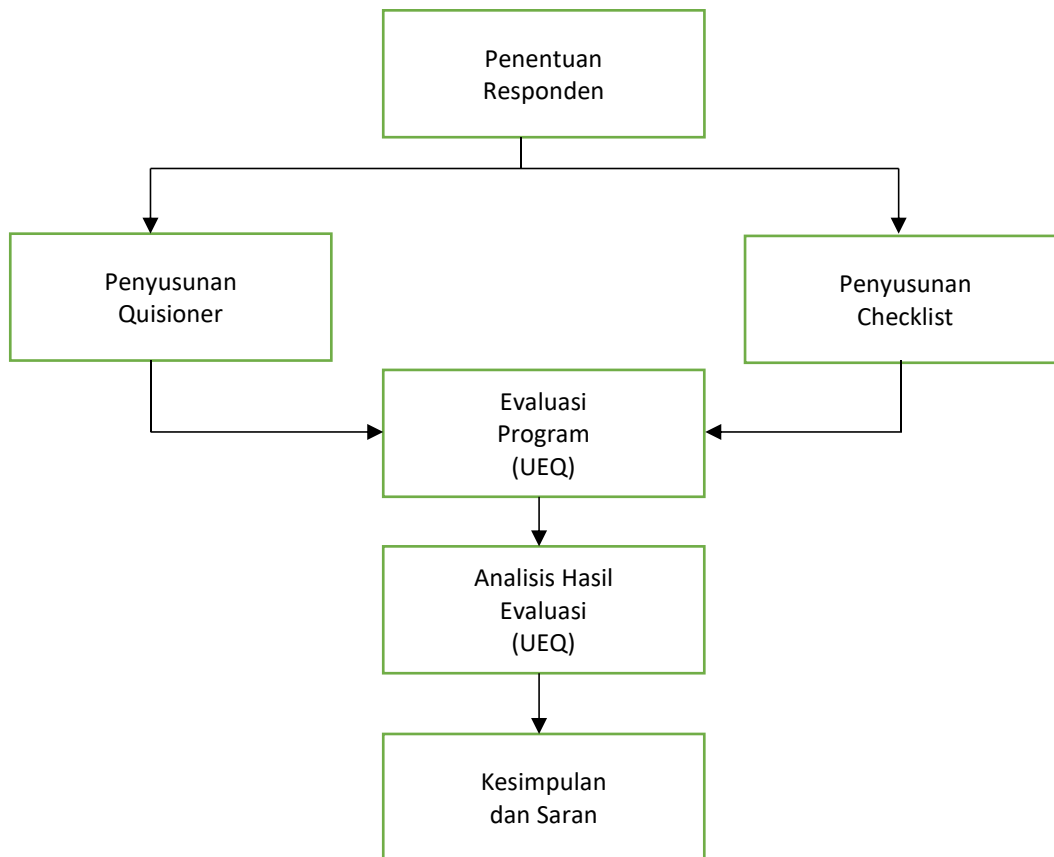 Penentuan
Responden
Penyusunan
Quisioner
Penyusunan
Checklist
Evaluasi
Program
(UEQ)
Analisis Hasil
Evaluasi
(UEQ)
Kesimpulan
dan Saran